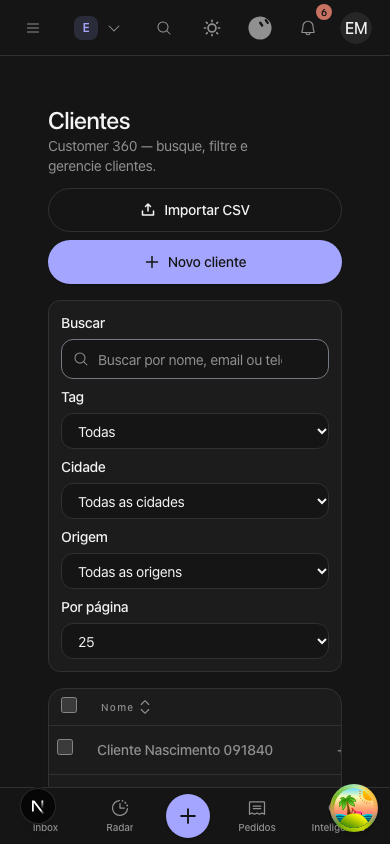 E
6
EM
Clientes
Customer 360 — busque, filtre e
gerencie clientes.
Importar CSV
Novo cliente
Buscar
Buscar por nome, email ou tel
Tag
Todas
Cidade
Todas as cidades
Origem
Todas as origens
Por página
25
Nome
Cliente Nascimento 091840
N
Inbox
Radar
Pedidos